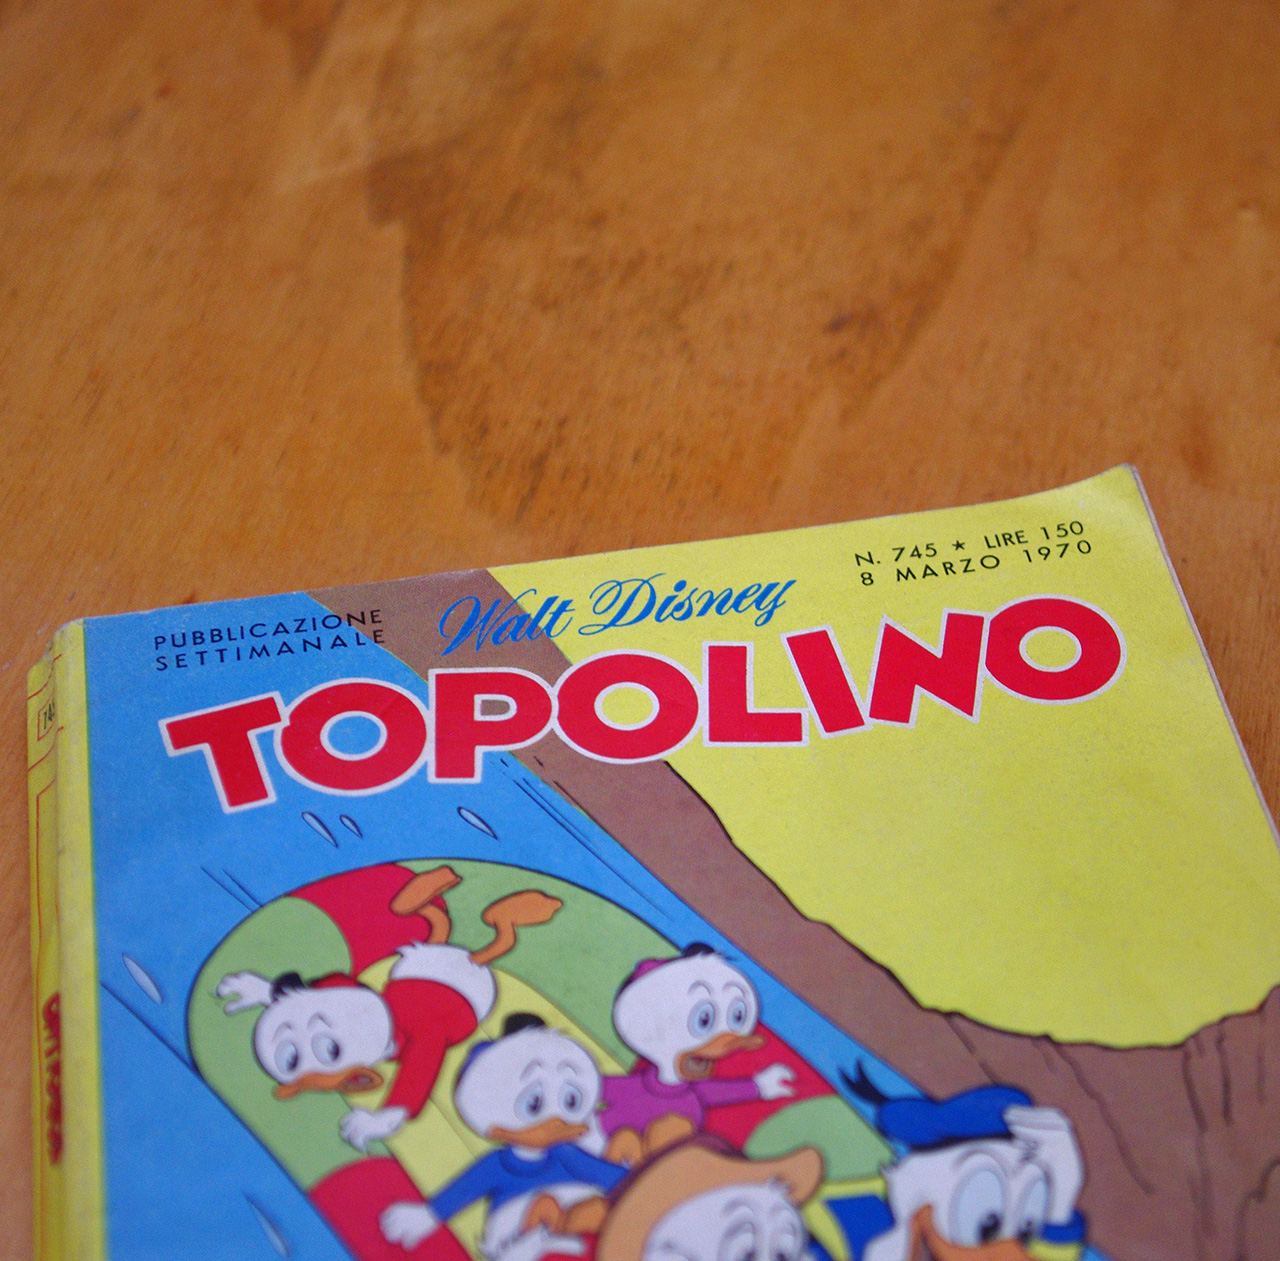 PUBBLICAZIONE
SETTIMANALE
Walt Disney
N. 745 ★ LIRE 150
8 MARZO 1970
TOPOLINO